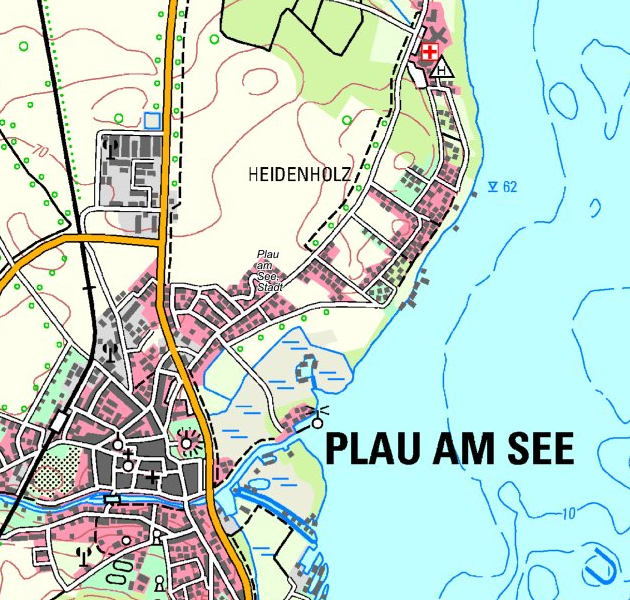 H
70
HEIDENHOLZ
62
Plau
am
See,
Stadt
PLAU AM SEE
10